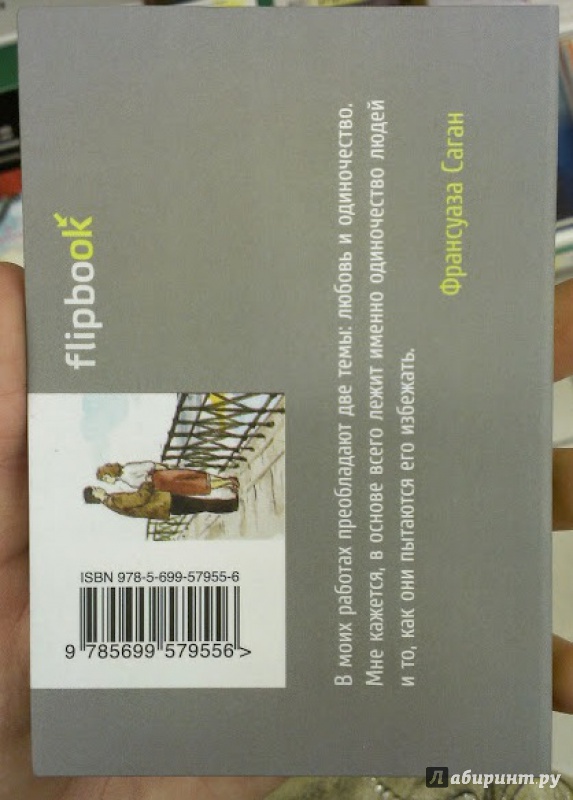 flipbook
В моих работах преобладают две темы: любовь и одиночество.
Мне кажется, в основе всего лежит именно одиночество людей
и то, как они пытаются его избежать.
Франсуаза Саган
ISBN 978-5-699-57955-6
9 785699 579556 >
Лабиринт.ру